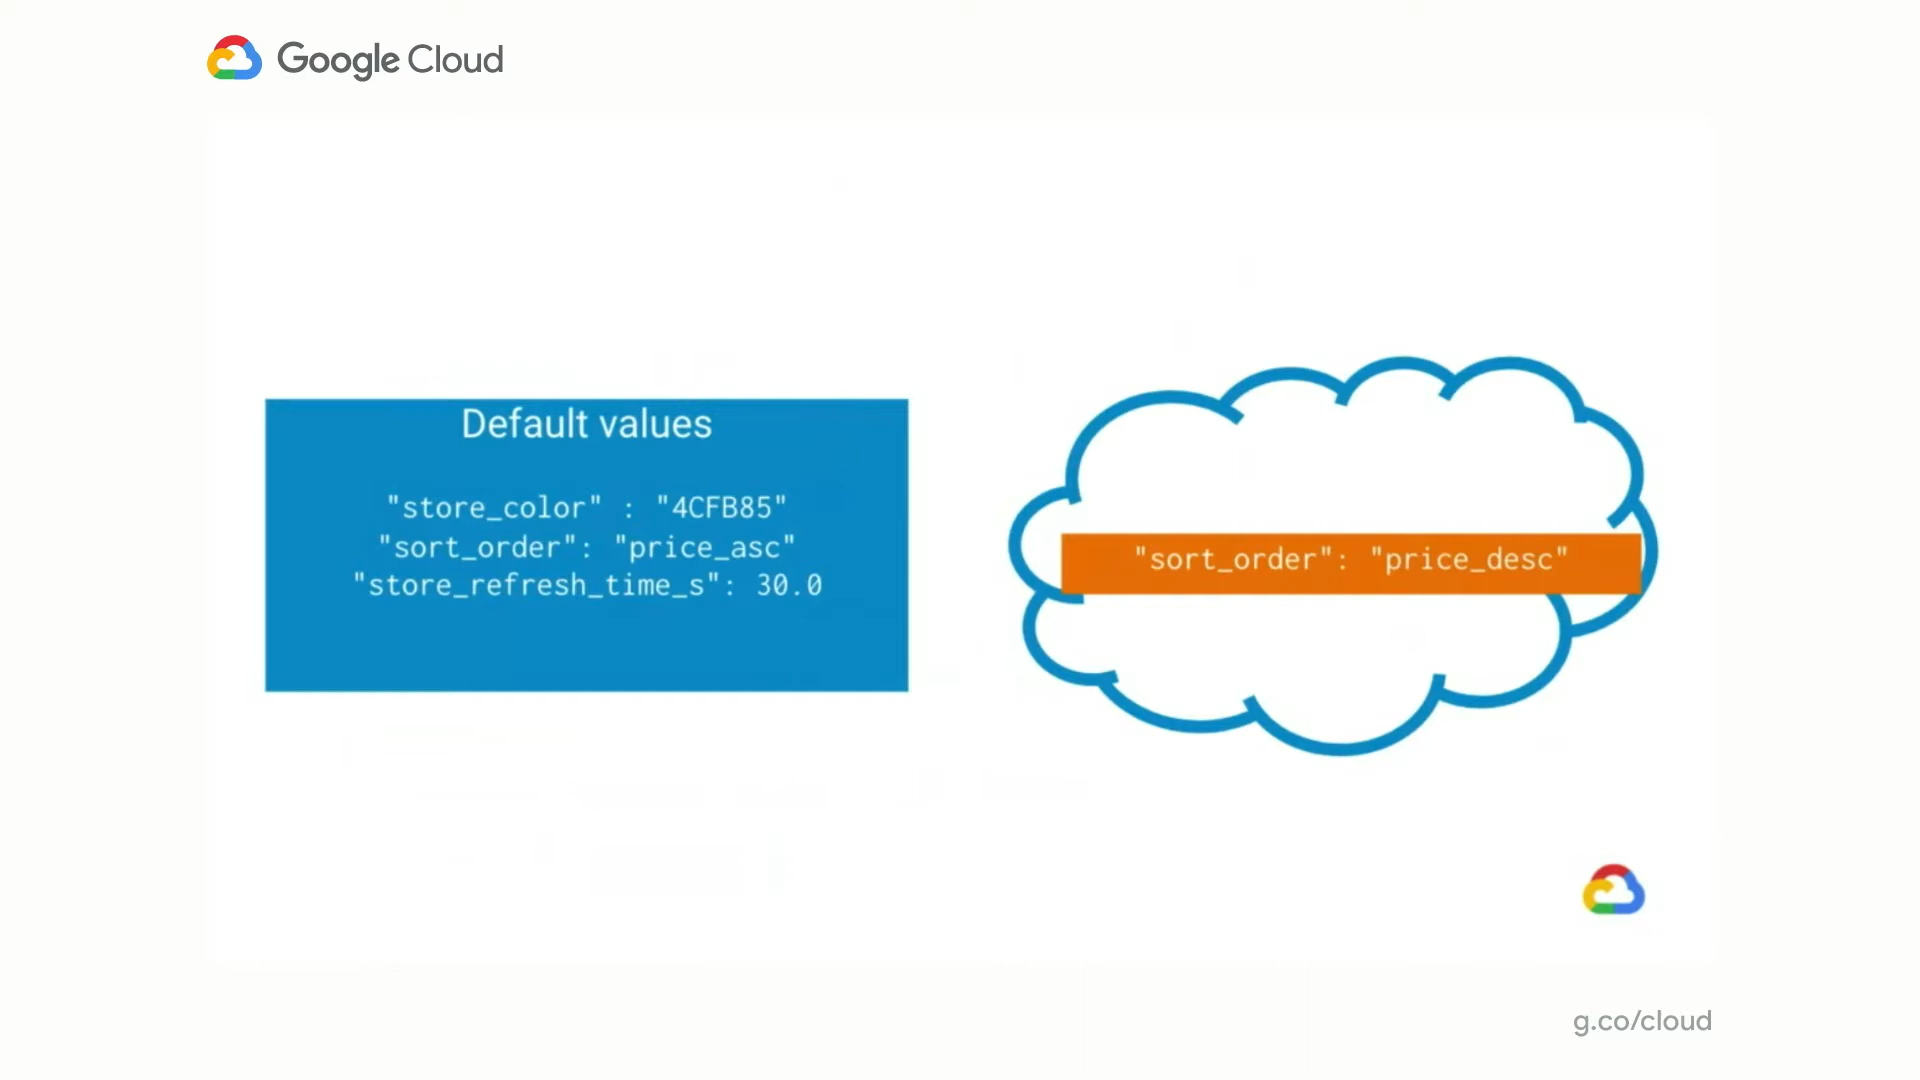 Google Cloud
Default values
"store_color" : "4CFB85"
"sort_order": "price_asc"
"store_refresh_time_s": 30.0
"sort_order": "price_desc"
g.co/cloud